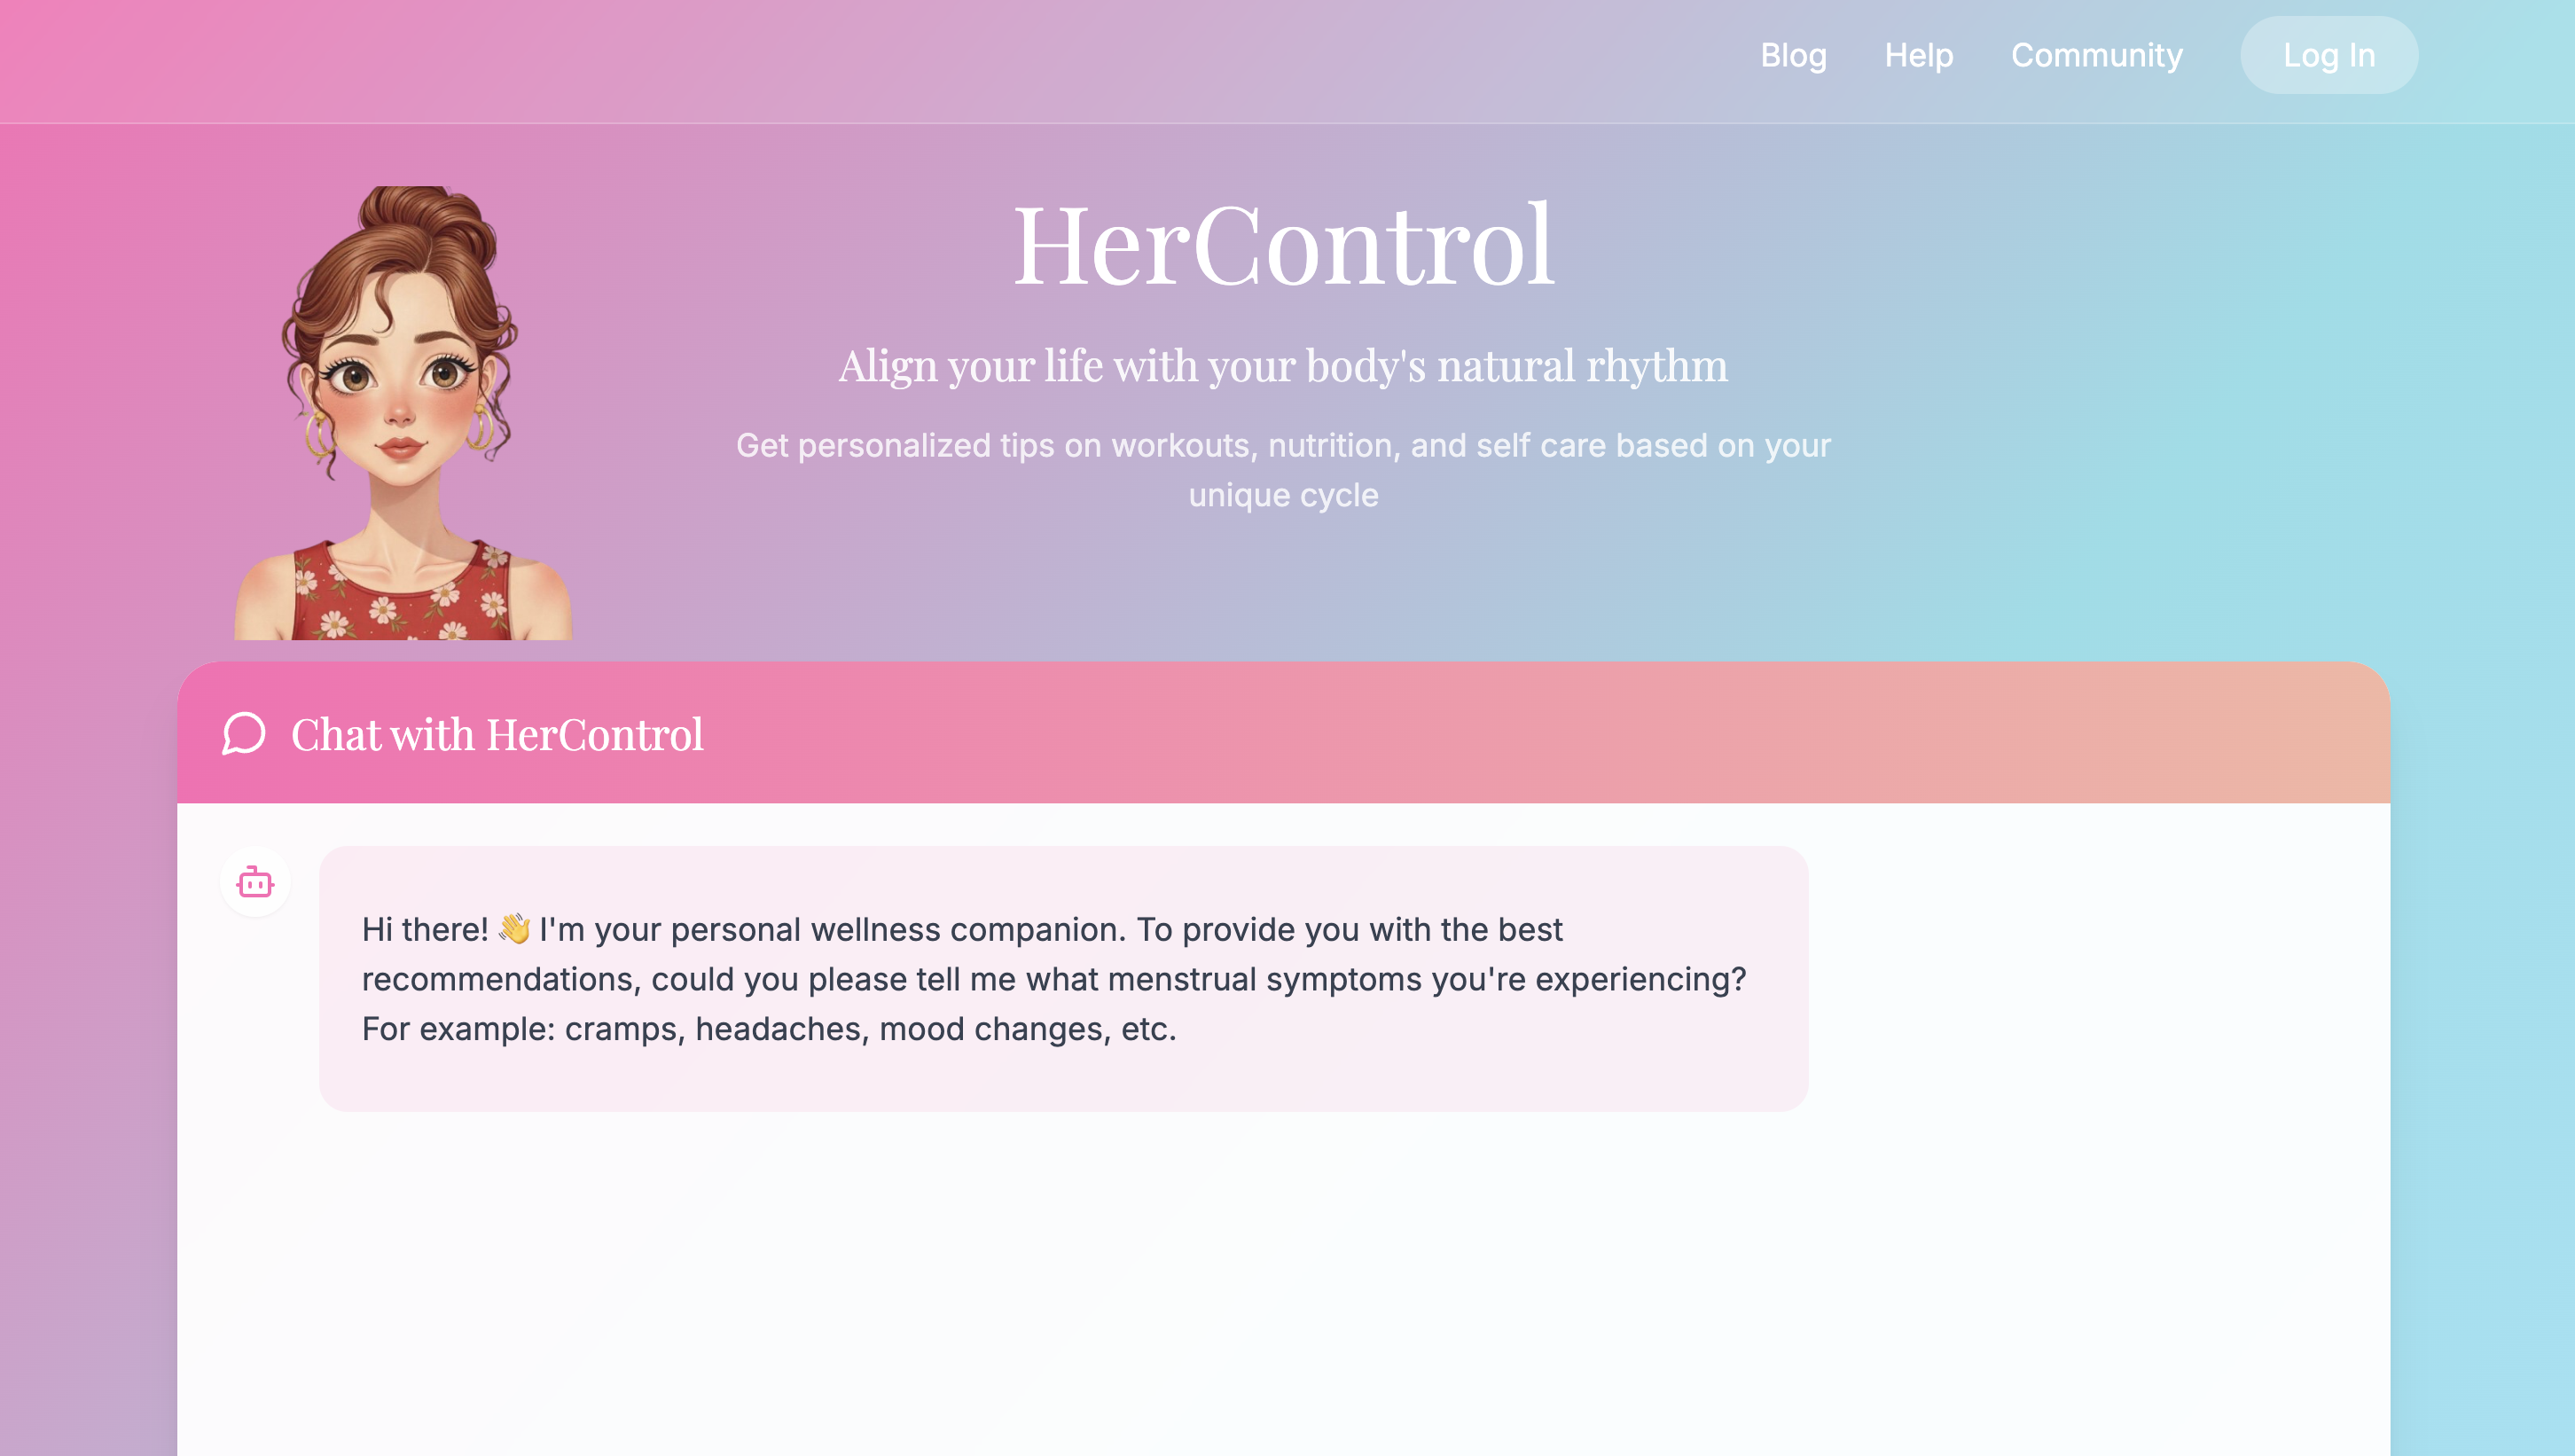 Blog Help Community Log In
HerControl
Align your life with your body's natural rhythm
Get personalized tips on workouts, nutrition, and self care based on your
unique cycle
Chat with HerControl
Hi there! 👋 I'm your personal wellness companion. To provide you with the best
recommendations, could you please tell me what menstrual symptoms you're experiencing?
For example: cramps, headaches, mood changes, etc.